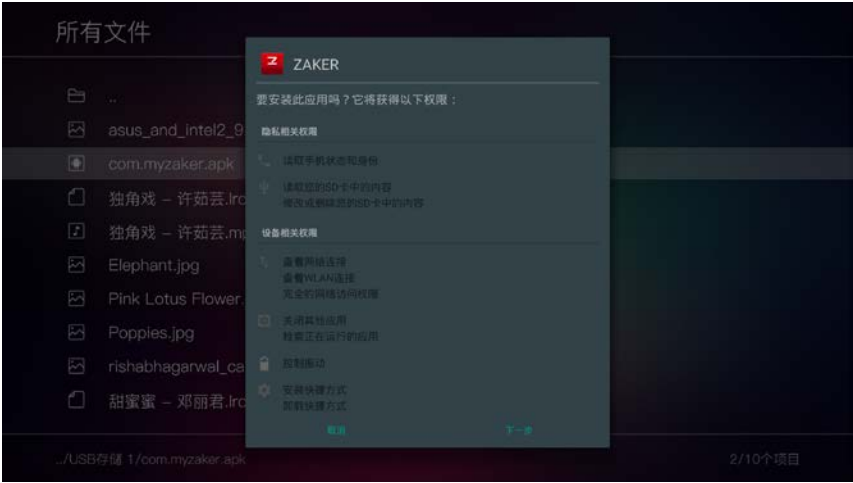 所有文件
..
asus_and_intel2_9
com.myzaker.apk
独角戏 – 许茹芸.lrc
独角戏 – 许茹芸.mp
Elephant.jpg
Pink Lotus Flower.
Poppies.jpg
rishabhagarwal_ca
甜蜜蜜 – 邓丽君.lrc
../USB存储 1/com.myzaker.apk
2/10个项目
Z ZAKER
要安装此应用吗？它将获得以下权限：
隐私相关权限
读取手机状态和身份
读取您的SD卡中的内容
修改或删除您的SD卡中的内容
设备相关权限
查看网络连接
查看WLAN连接
完全的网络访问权限
关闭其他应用
检索正在运行的应用
控制振动
安装快捷方式
卸载快捷方式
取消
下一步